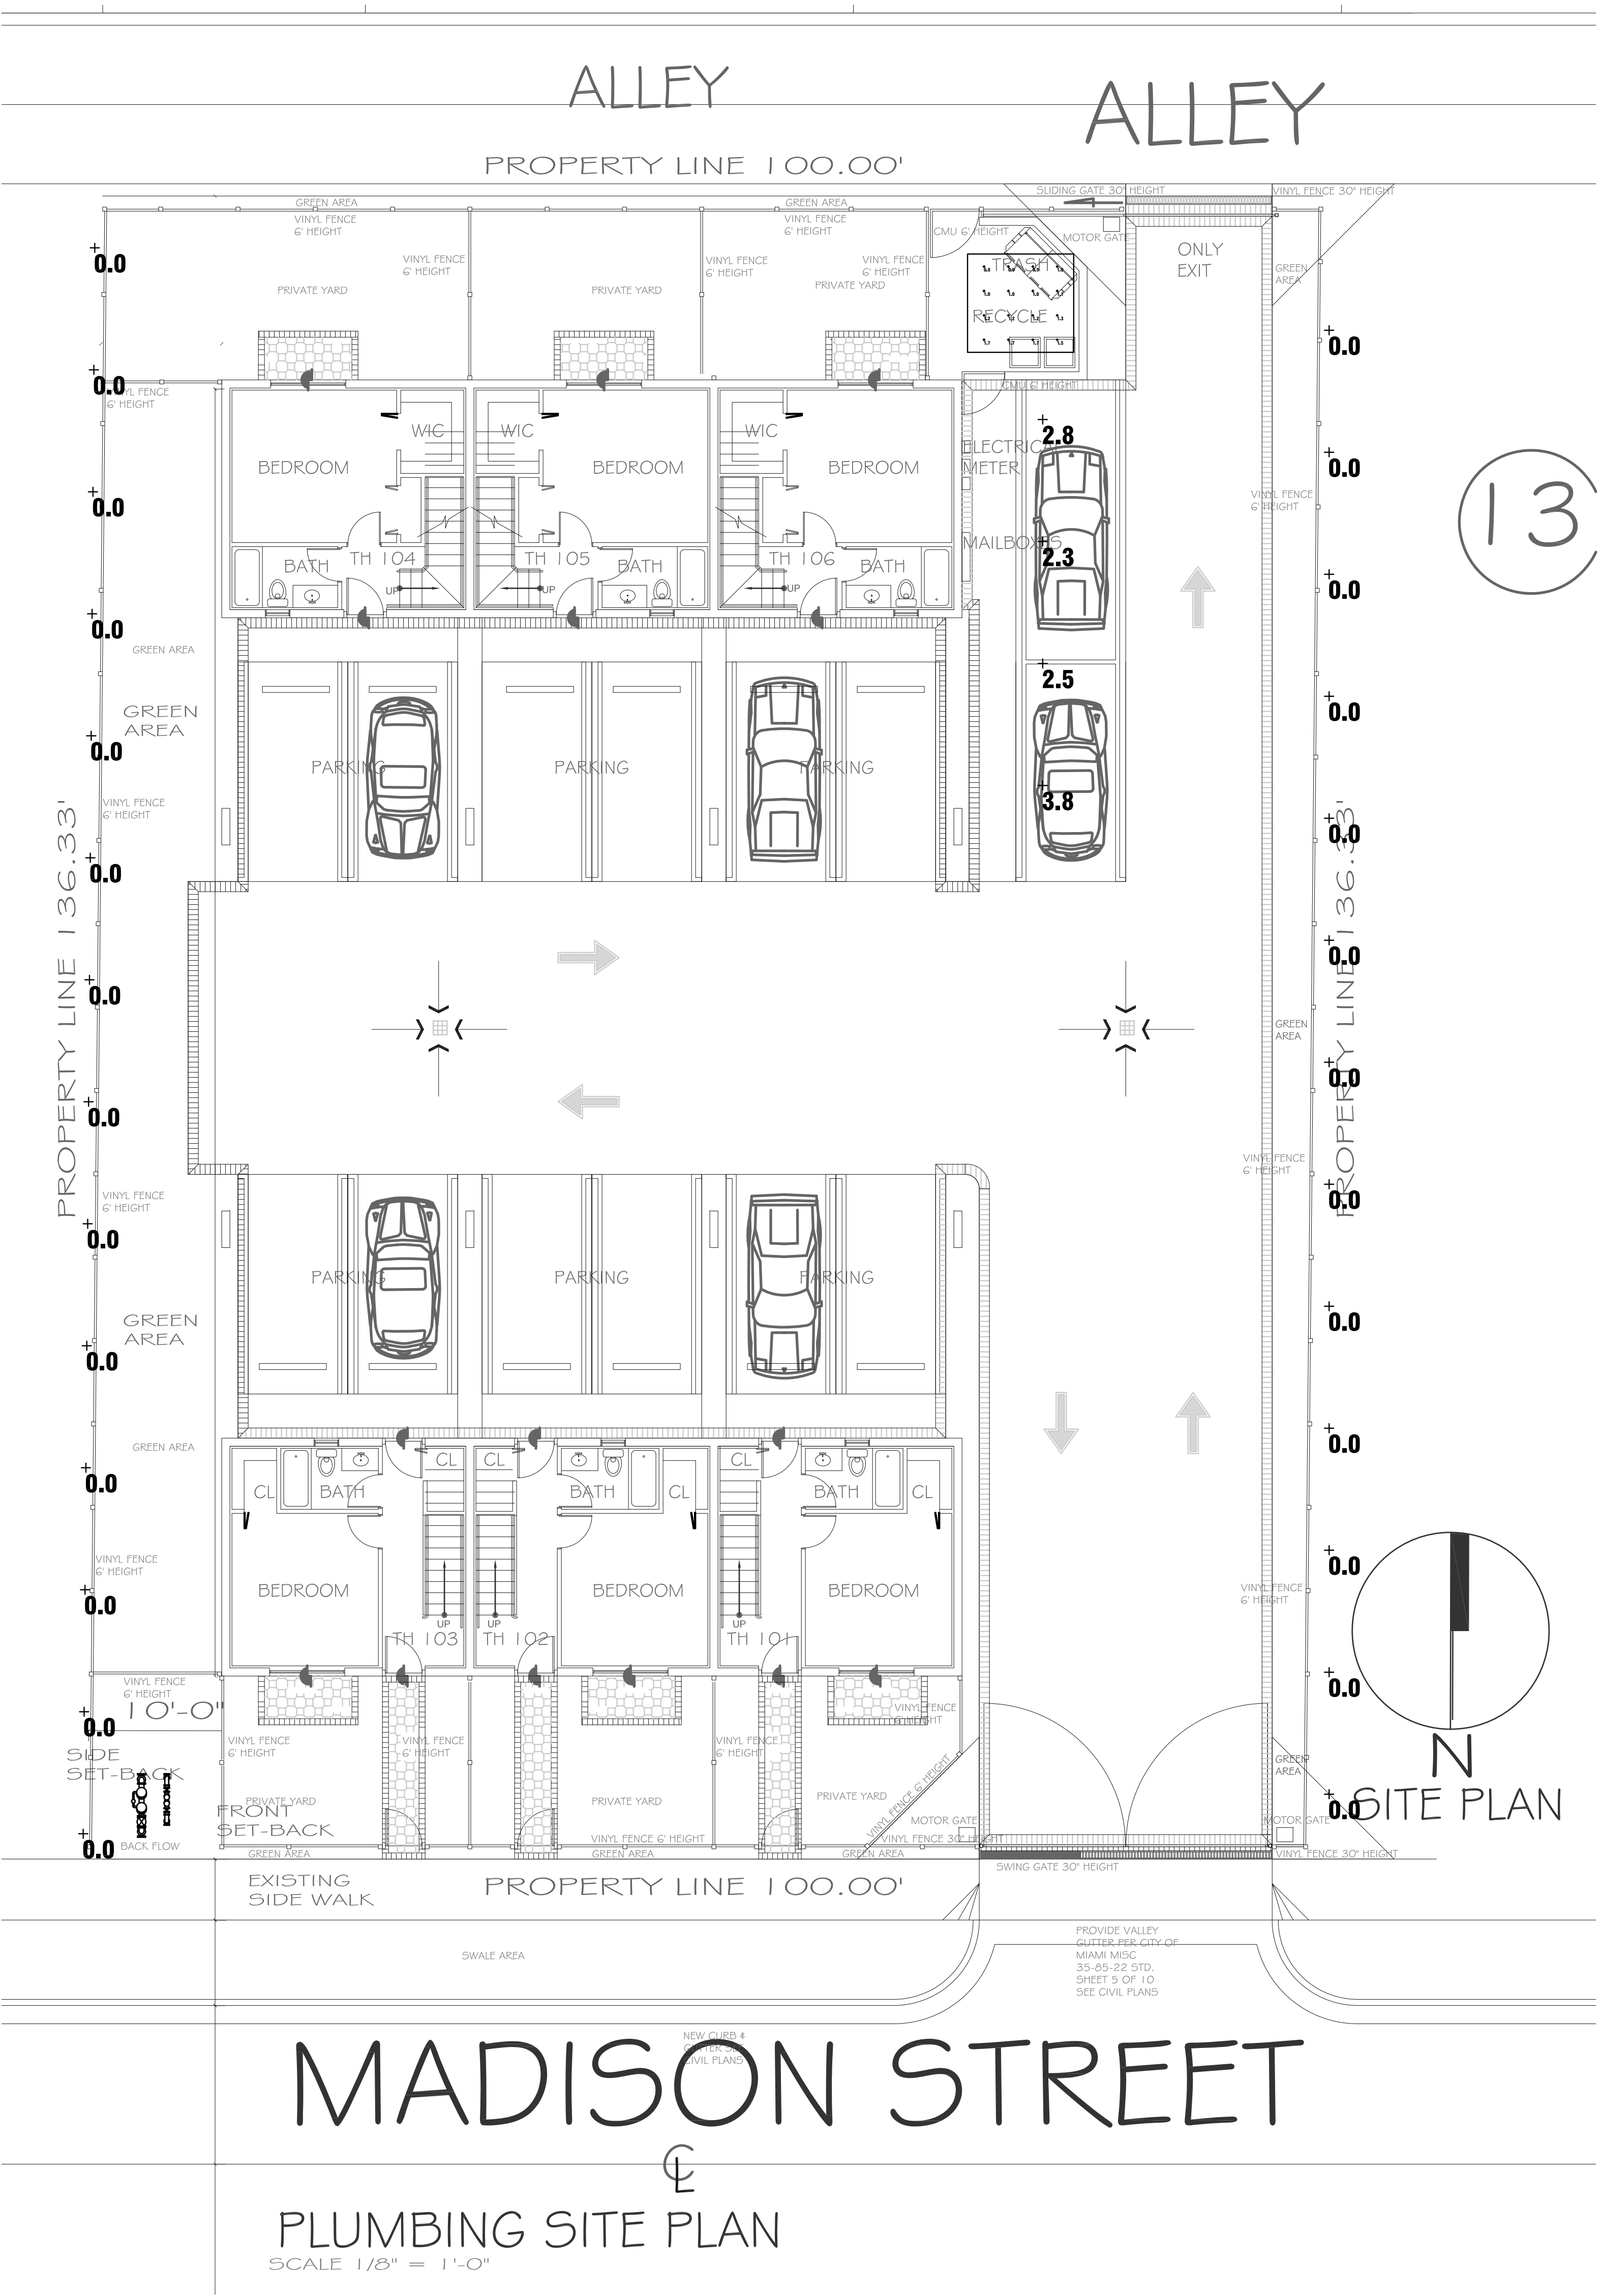 ALLEY
ALLEY
PROPERTY LINE 100.00'
SLIDING GATE 30" HEIGHT
VINYL FENCE 30" HEIGHT
GREEN AREA
GREEN AREA
VINYL FENCE
6' HEIGHT
VINYL FENCE
6' HEIGHT
CMU 6' HEIGHT
MOTOR GATE
ONLY
EXIT
0.0
VINYL FENCE
6' HEIGHT
VINYL FENCE
6' HEIGHT
VINYL FENCE
6' HEIGHT
TRASH
GREEN
AREA
PRIVATE YARD
PRIVATE YARD
PRIVATE YARD
RECYCLE
0.0
0.0
VINYL FENCE
6' HEIGHT
CMU 6' HEIGHT
WIC
WIC
WIC
2.8
ELECTRICAL
METER
BEDROOM
BEDROOM
BEDROOM
0.0
13
0.0
VINYL FENCE
6' HEIGHT
MAILBOXES
2.3
BATH
TH 104
TH 105
BATH
TH 106
BATH
UP
UP
UP
0.0
0.0
GREEN AREA
2.5
GREEN
AREA
0.0
0.0
PARKING
PARKING
PARKING
VINYL FENCE
6' HEIGHT
3.8
0.0
0.0
PROPERTY LINE 136.33'
PROPERTY LINE 136.33'
0.0
0.0
GREEN
AREA
0.0
0.0
VINYL FENCE
6' HEIGHT
VINYL FENCE
6' HEIGHT
0.0
0.0
PARKING
PARKING
PARKING
GREEN
AREA
0.0
0.0
GREEN AREA
0.0
CL
CL
CL
0.0
CL
BATH
BATH
CL
BATH
CL
VINYL FENCE
6' HEIGHT
0.0
BEDROOM
BEDROOM
BEDROOM
VINYL FENCE
6' HEIGHT
0.0
UP
UP
UP
TH 103
TH 102
TH 101
VINYL FENCE
6' HEIGHT
0.0
10'-0"
0.0
VINYL FENCE
6' HEIGHT
VINYL FENCE
6' HEIGHT
VINYL FENCE
6' HEIGHT
VINYL FENCE
6' HEIGHT
SIDE
SET-BACK
GREEN
AREA
N
SITE PLAN
PRIVATE YARD
PRIVATE YARD
PRIVATE YARD
VINYL FENCE 6' HEIGHT
FRONT
SET-BACK
MOTOR GATE
MOTOR GATE
0.0
0.0
BACK FLOW
VINYL FENCE 6' HEIGHT
VINYL FENCE 30" HEIGHT
GREEN AREA
GREEN AREA
GREEN AREA
VINYL FENCE 30" HEIGHT
SWING GATE 30" HEIGHT
EXISTING
SIDE WALK
PROPERTY LINE 100.00'
SWALE AREA
PROVIDE VALLEY
GUTTER PER CITY OF
MIAMI MISC
35-85-22 STD.
SHEET 5 OF 10
SEE CIVIL PLANS
NEW CURB &
GUTTER SEE
CIVIL PLANS
MADISON STREET
CL
PLUMBING SITE PLAN
SCALE 1/8" = 1'-0"